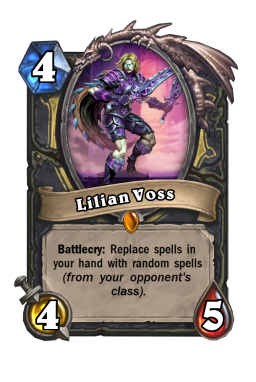 4
Lilian Voss
Battlecry: Replace spells in
your hand with random spells
(from your opponent's
class).
4
5